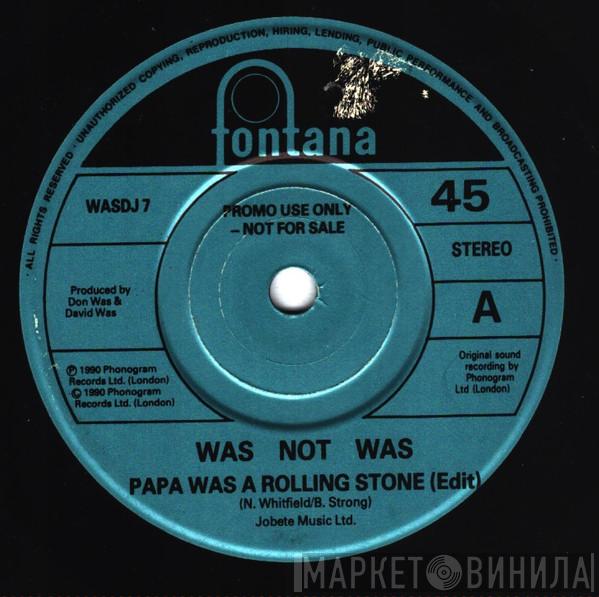 · ALL RIGHTS RESERVED · UNAUTHORIZED COPYING, REPRODUCTION, HIRING, LENDING, PUBLIC PERFORMANCE AND BROADCASTING PROHIBITED ·
fontana
WASDJ 7
PROMO USE ONLY
– NOT FOR SALE
45
STEREO
A
Produced by
Don Was &
David Was
Ⓟ 1990 Phonogram
Records Ltd. (London)
© 1990 Phonogram
Records Ltd. (London)
Original sound
recording by
Phonogram
Ltd (London)
WAS NOT WAS
PAPA WAS A ROLLING STONE (Edit)
(N. Whitfield/B. Strong)
Jobete Music Ltd.
МАРКЕТ ВИНИЛА